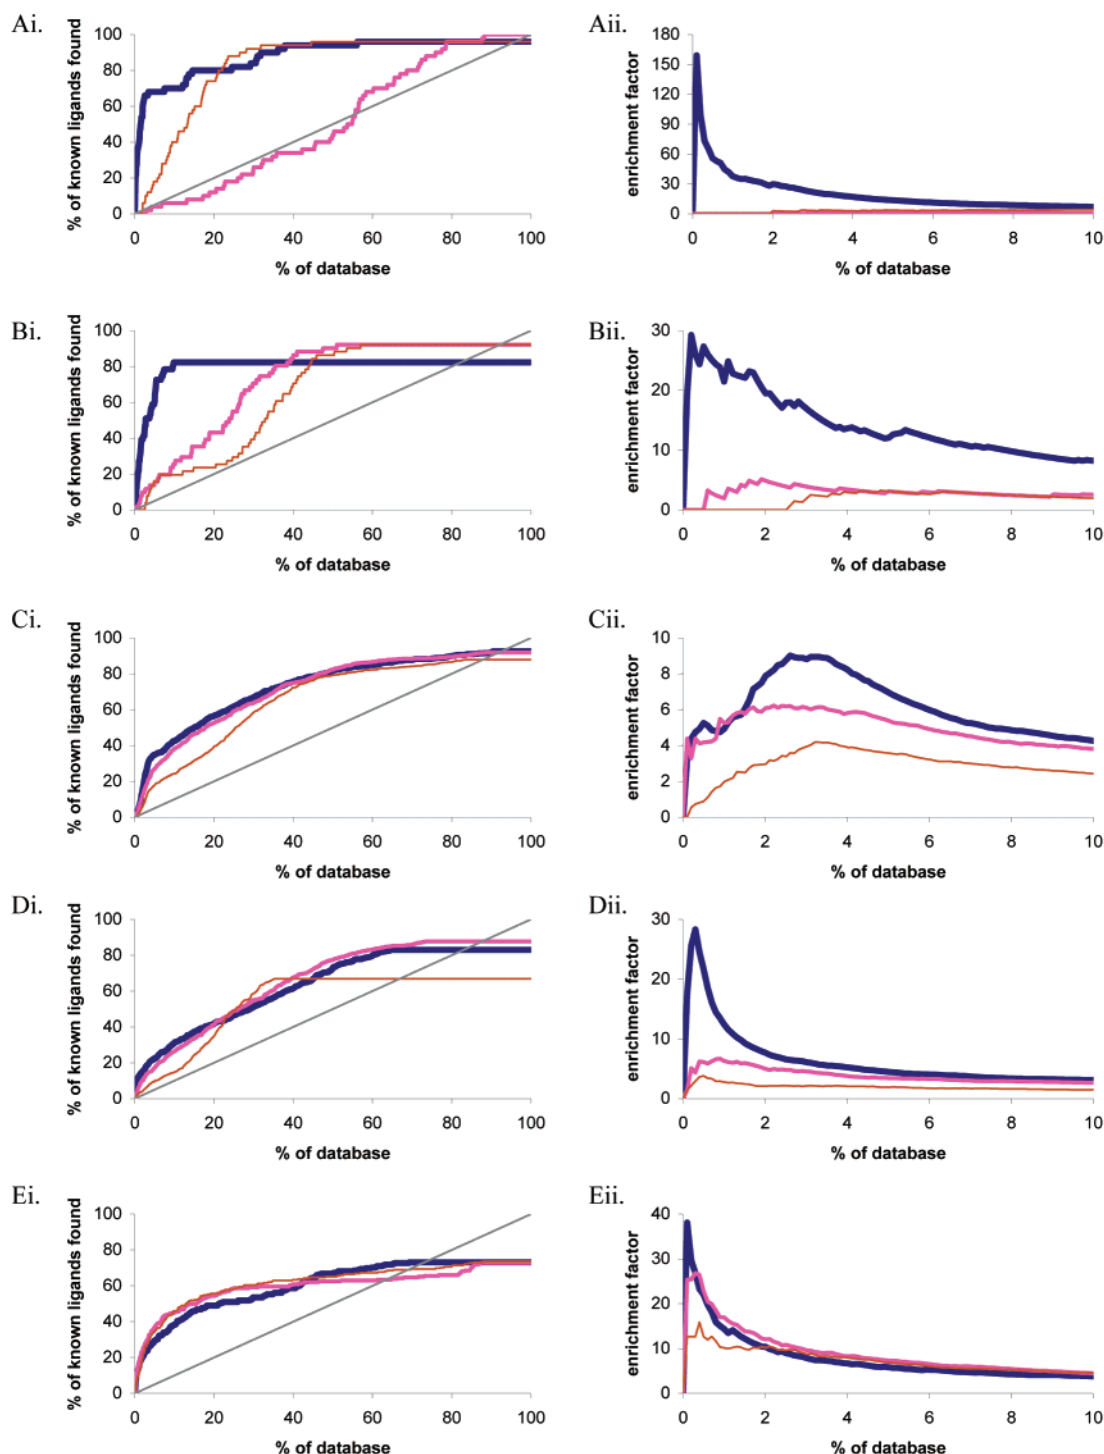 Ai.
% of known ligands found
100
80
60
40
20
0
0 20 40 60 80 100
% of database
Aii.
enrichment factor
180
150
120
90
60
30
0
0 2 4 6 8 10
% of database
Bi.
% of known ligands found
100
80
60
40
20
0
0 20 40 60 80 100
% of database
Bii.
enrichment factor
30
20
10
0
0 2 4 6 8 10
% of database
Ci.
% of known ligands found
100
80
60
40
20
0
0 20 40 60 80 100
% of database
Cii.
enrichment factor
10
8
6
4
2
0
0 2 4 6 8 10
% of database
Di.
% of known ligands found
100
80
60
40
20
0
0 20 40 60 80 100
% of database
Dii.
enrichment factor
30
20
10
0
0 2 4 6 8 10
% of database
Ei.
% of known ligands found
100
80
60
40
20
0
0 20 40 60 80 100
% of database
Eii.
enrichment factor
40
30
20
10
0
0 2 4 6 8 10
% of database